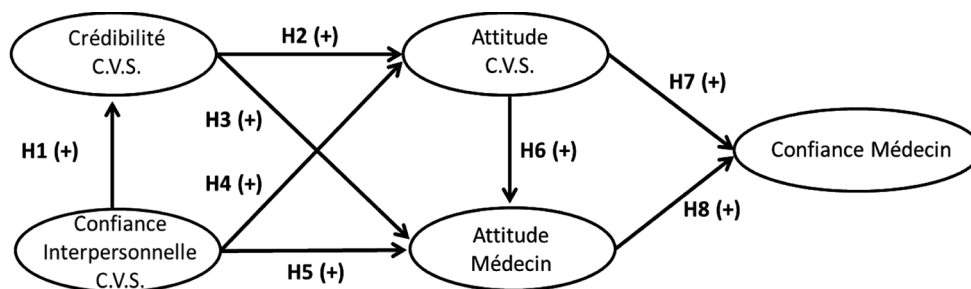 Crédibilité
C.V.S.
H2 (+)
Attitude
C.V.S.
H7 (+)
H3 (+)
H1 (+)
H6 (+)
Confiance Médecin
H4 (+)
H8 (+)
Confiance
Interpersonnelle
C.V.S.
H5 (+)
Attitude
Médecin